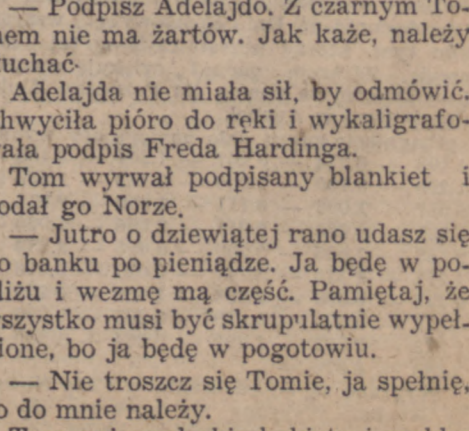 — Podpisz Adelajdo. Z czarnym To-
em nie ma żartów. Jak każe, należy
uchać.
Adelajda nie miała sił, by odmówić.
hwyciła pióro do ręki i wykaligrafo-
ała podpis Freda Hardinga.
Tom wyrwał podpisany blankiet i
odał go Norze.
— Jutro o dziewiątej rano udasz się
o banku po pieniądze. Ja będę w po-
liżu i wezmę mą część. Pamiętaj, że
szystko musi być skrupulatnie wypeł-
ione, bo ja będę w pogotowiu.
— Nie troszcz się Tomie, ja spełnię,
o do mnie należy.